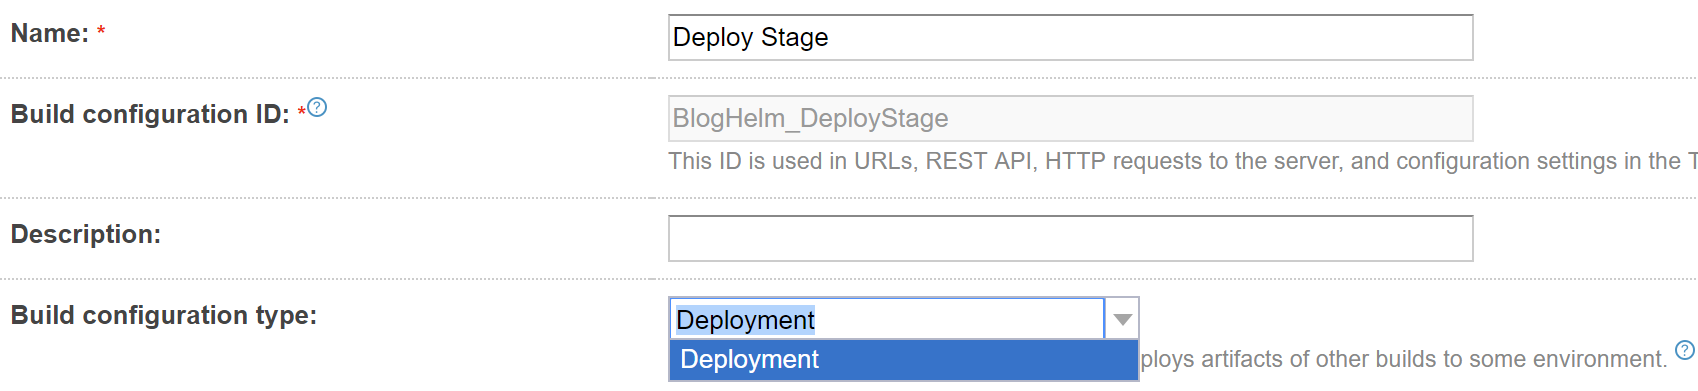 Name: *
Deploy Stage
Build configuration ID: *?
BlogHelm_DeployStage
This ID is used in URLs, REST API, HTTP requests to the server, and configuration settings in the T
Description:
Build configuration type:
Deployment
Deployment
ploys artifacts of other builds to some environment. ?